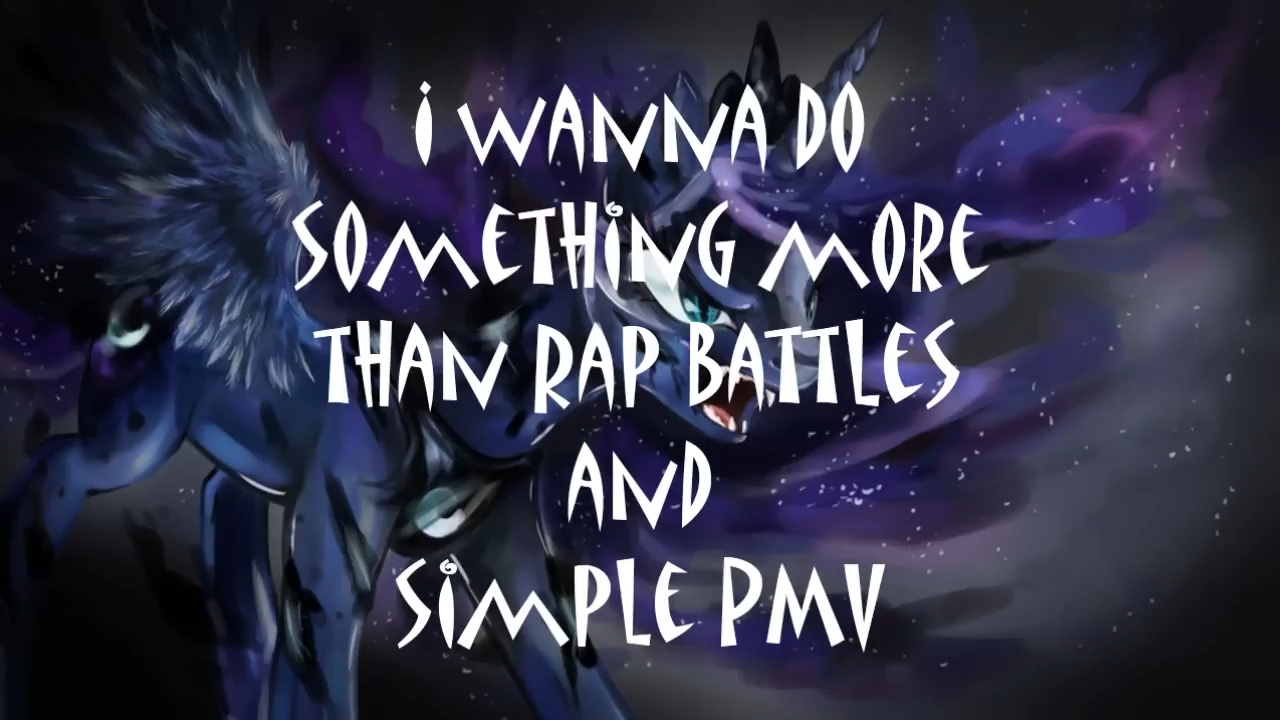 I WANNA DO
SOMETHING MORE
THAN RAP BATTLES
AND
SIMPLE PMV